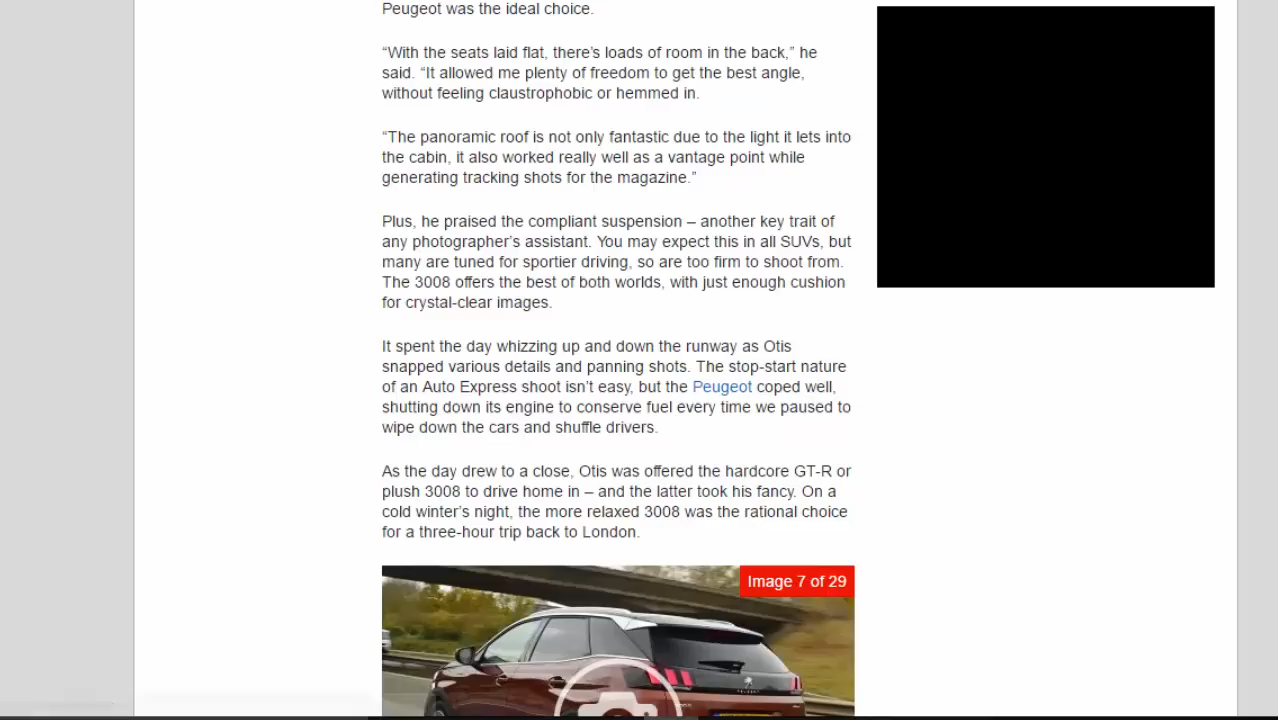 Peugeot was the ideal choice.
“With the seats laid flat, there’s loads of room in the back,” he
said. “It allowed me plenty of freedom to get the best angle,
without feeling claustrophobic or hemmed in.
“The panoramic roof is not only fantastic due to the light it lets into
the cabin, it also worked really well as a vantage point while
generating tracking shots for the magazine.”
Plus, he praised the compliant suspension – another key trait of
any photographer’s assistant. You may expect this in all SUVs, but
many are tuned for sportier driving, so are too firm to shoot from.
The 3008 offers the best of both worlds, with just enough cushion
for crystal-clear images.
It spent the day whizzing up and down the runway as Otis
snapped various details and panning shots. The stop-start nature
of an Auto Express shoot isn’t easy, but the Peugeot coped well,
shutting down its engine to conserve fuel every time we paused to
wipe down the cars and shuffle drivers.
As the day drew to a close, Otis was offered the hardcore GT-R or
plush 3008 to drive home in – and the latter took his fancy. On a
cold winter’s night, the more relaxed 3008 was the rational choice
for a three-hour trip back to London.
Image 7 of 29
PEUGEOT